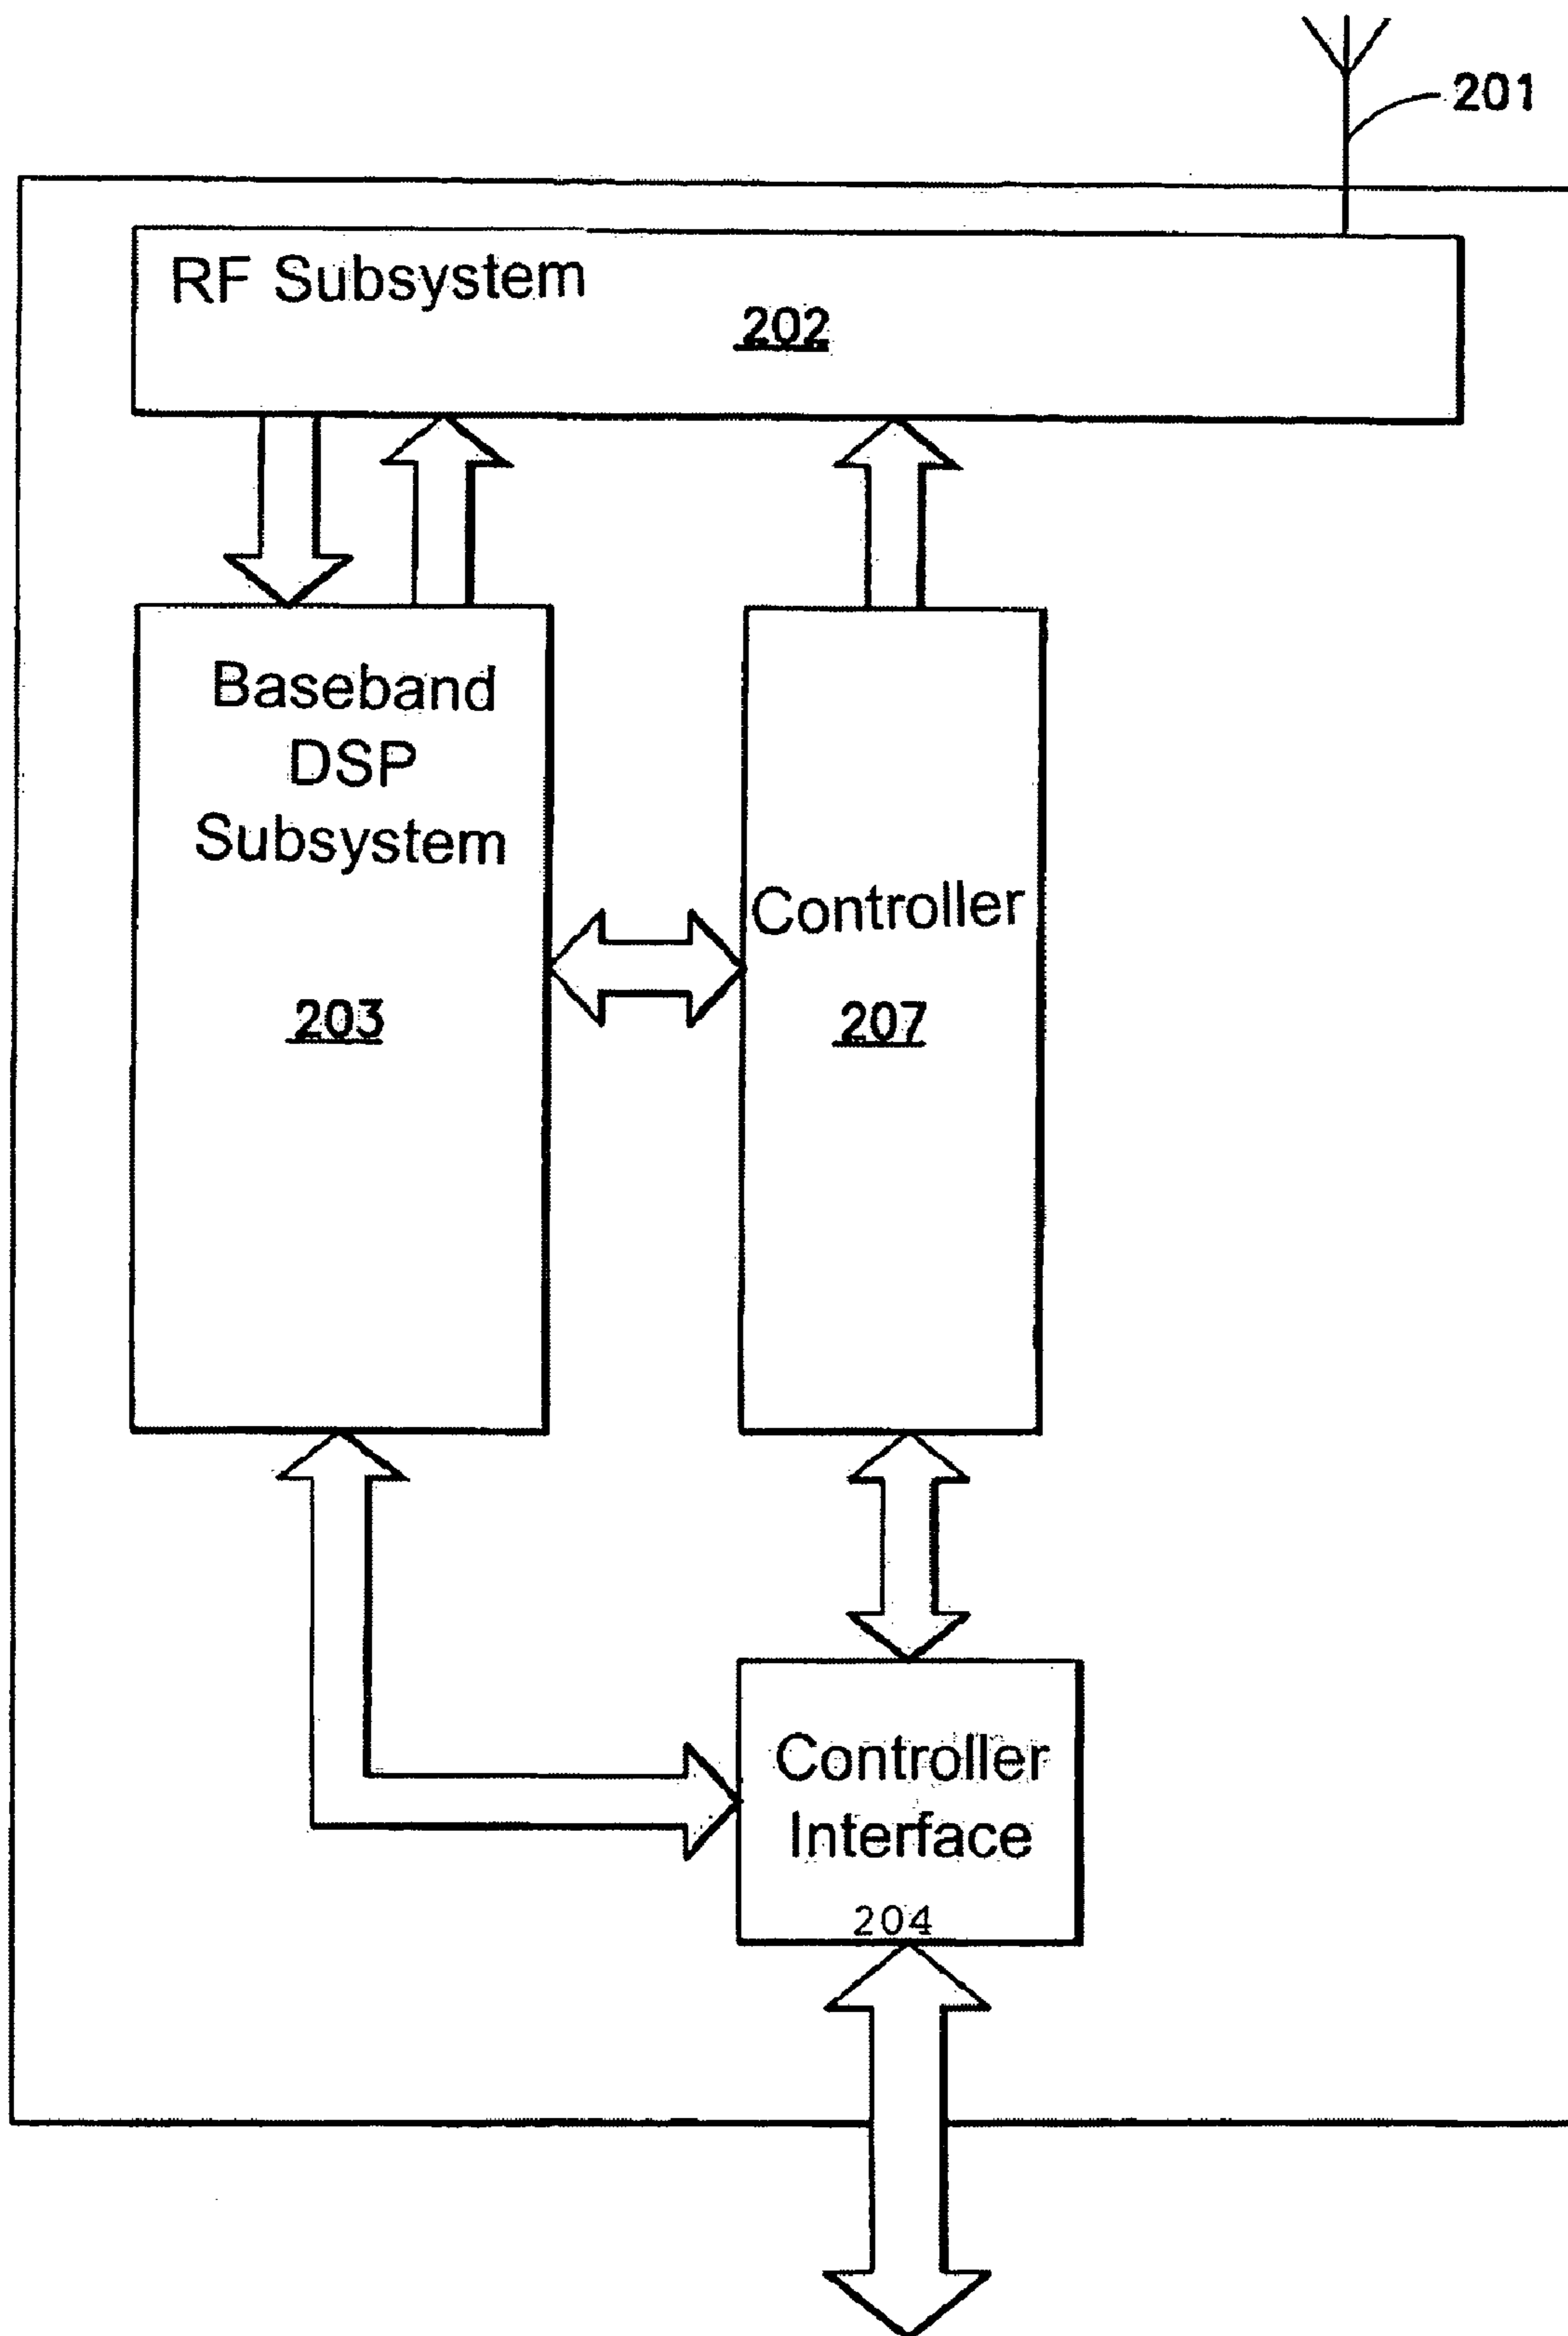 201
RF Subsystem
202
Baseband
DSP
Subsystem
203
Controller
207
Controller
Interface
204